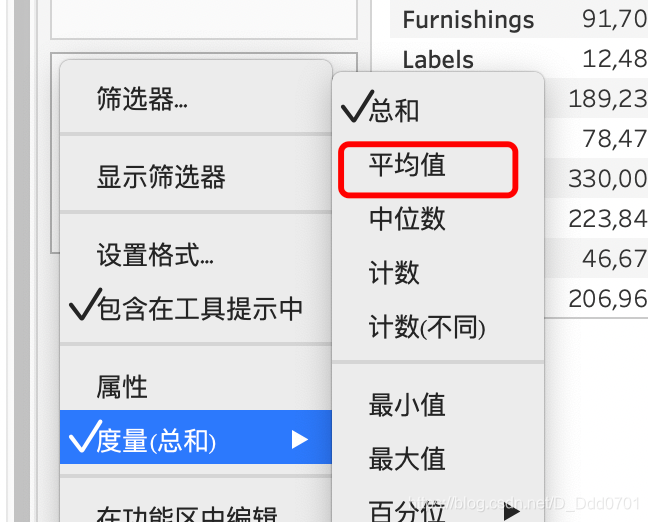 Furnishings 91,70
Labels 12,48
189,23
78,47
330,00
223,84
46,67
206,96
筛选器...
显示筛选器
设置格式...
包含在工具提示中
属性
度量(总和)
在功能区中编辑
总和
平均值
中位数
计数
计数(不同)
最小值
最大值
百分位
https://blog.csdn.net/D_Ddd0701